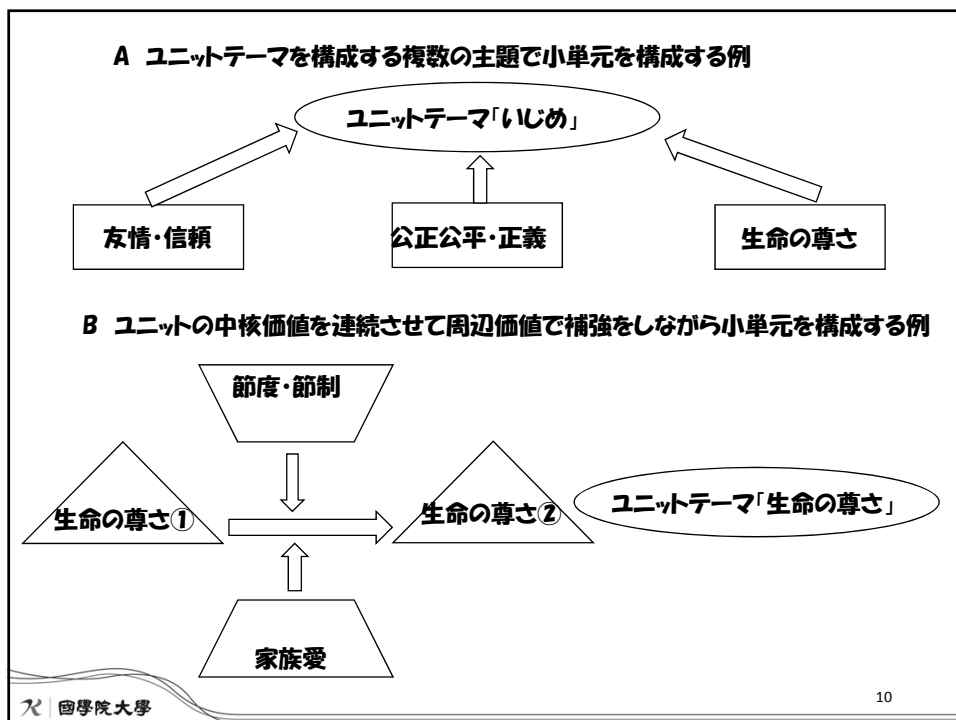 A ユニットテーマを構成する複数の主題で小単元を構成する例
ユニットテーマ「いじめ」
友情・信頼
公正公平・正義
生命の尊さ
B ユニットの中核価値を連続させて周辺価値で補強をしながら小単元を構成する例
節度・節制
生命の尊さ①
生命の尊さ②
ユニットテーマ「生命の尊さ」
家族愛
國學院大學
10